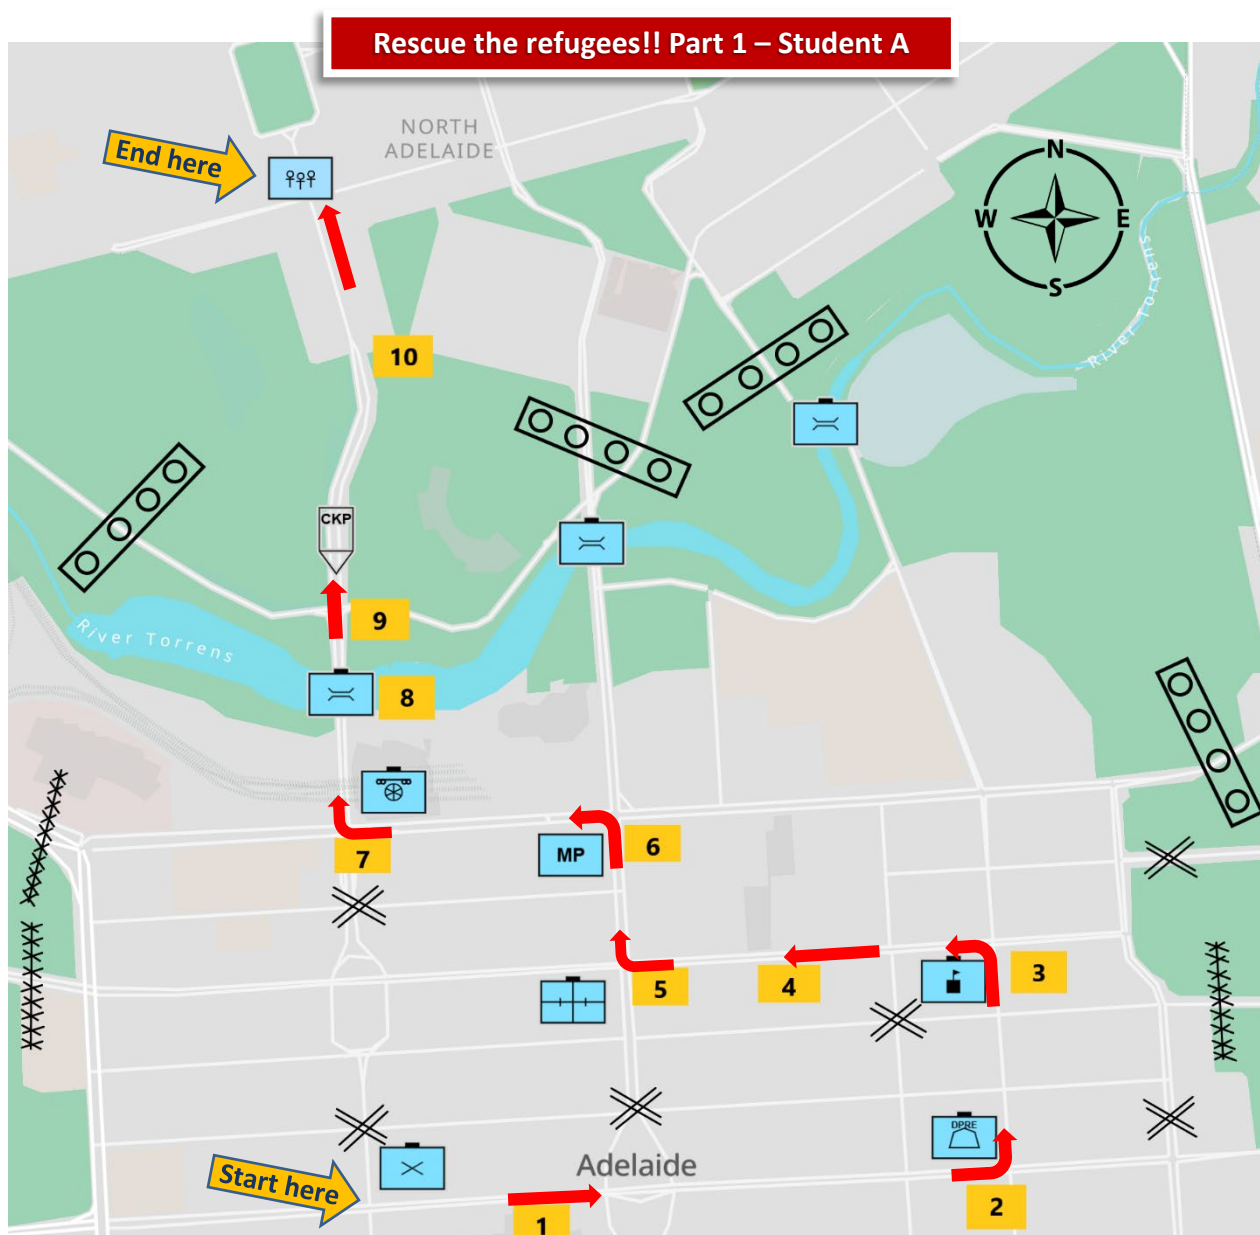 Rescue the refugees!! Part 1 – Student A
End here
NORTH
ADELAIDE
N
W
E
S
River Torrens
10
CKP
9
River Torrens
8
7
MP
6
5
4
3
DPRE
Start here
Adelaide
1
2